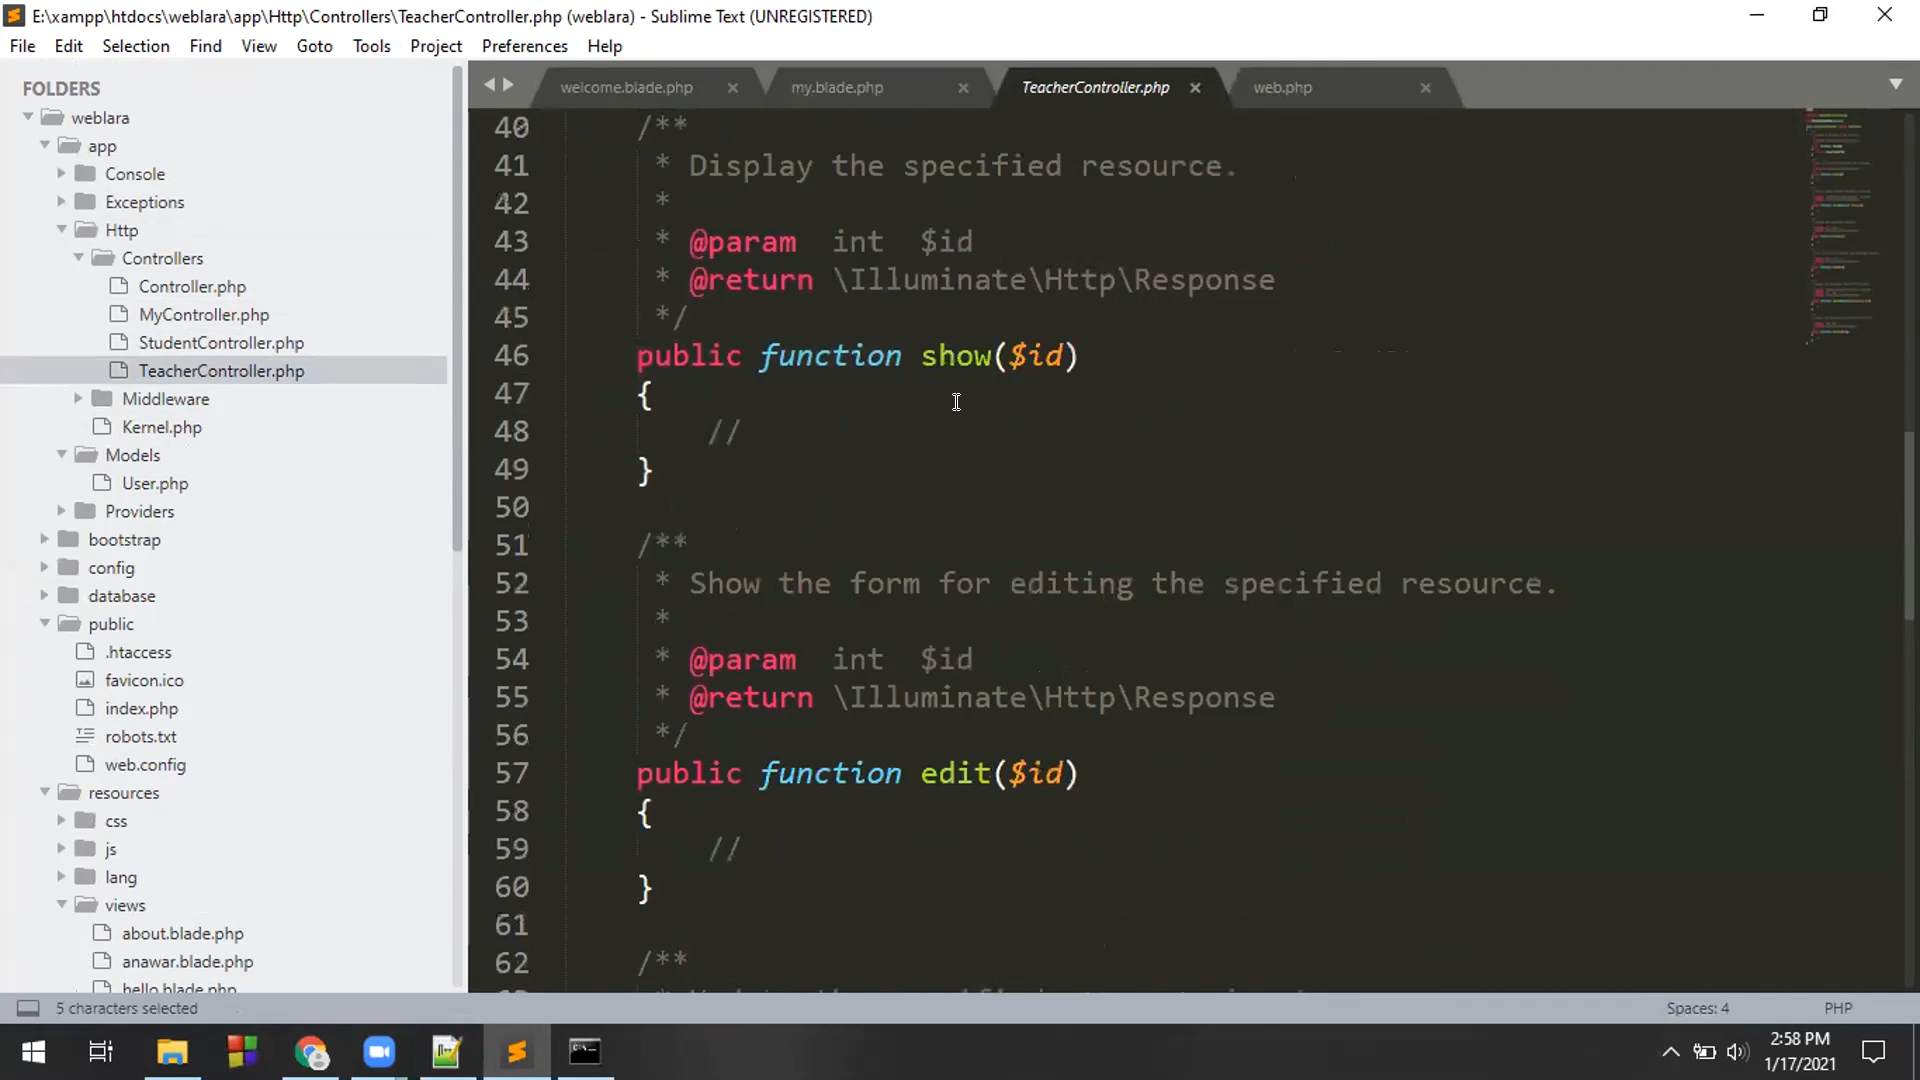 E:\xampp\htdocs\weblara\app\Http\Controllers\TeacherController.php (weblara) - Sublime Text (UNREGISTERED)
File Edit Selection Find View Goto Tools Project Preferences Help
FOLDERS
weblara
app
Console
Exceptions
Http
Controllers
Controller.php
MyController.php
StudentController.php
TeacherController.php
Middleware
Kernel.php
Models
User.php
Providers
bootstrap
config
database
public
.htaccess
favicon.ico
index.php
robots.txt
web.config
resources
css
js
lang
views
about.blade.php
anawar.blade.php
hello.blade.php
welcome.blade.php my.blade.php TeacherController.php web.php
40 /**
41 * Display the specified resource.
42 *
43 * @param int $id
44 * @return \Illuminate\Http\Response
45 */
46 public function show($id)
47 {
48 //
49 }
50
51 /**
52 * Show the form for editing the specified resource.
53 *
54 * @param int $id
55 * @return \Illuminate\Http\Response
56 */
57 public function edit($id)
58 {
59 //
60 }
61
62 /**
5 characters selected Spaces: 4 PHP
2:58 PM
1/17/2021